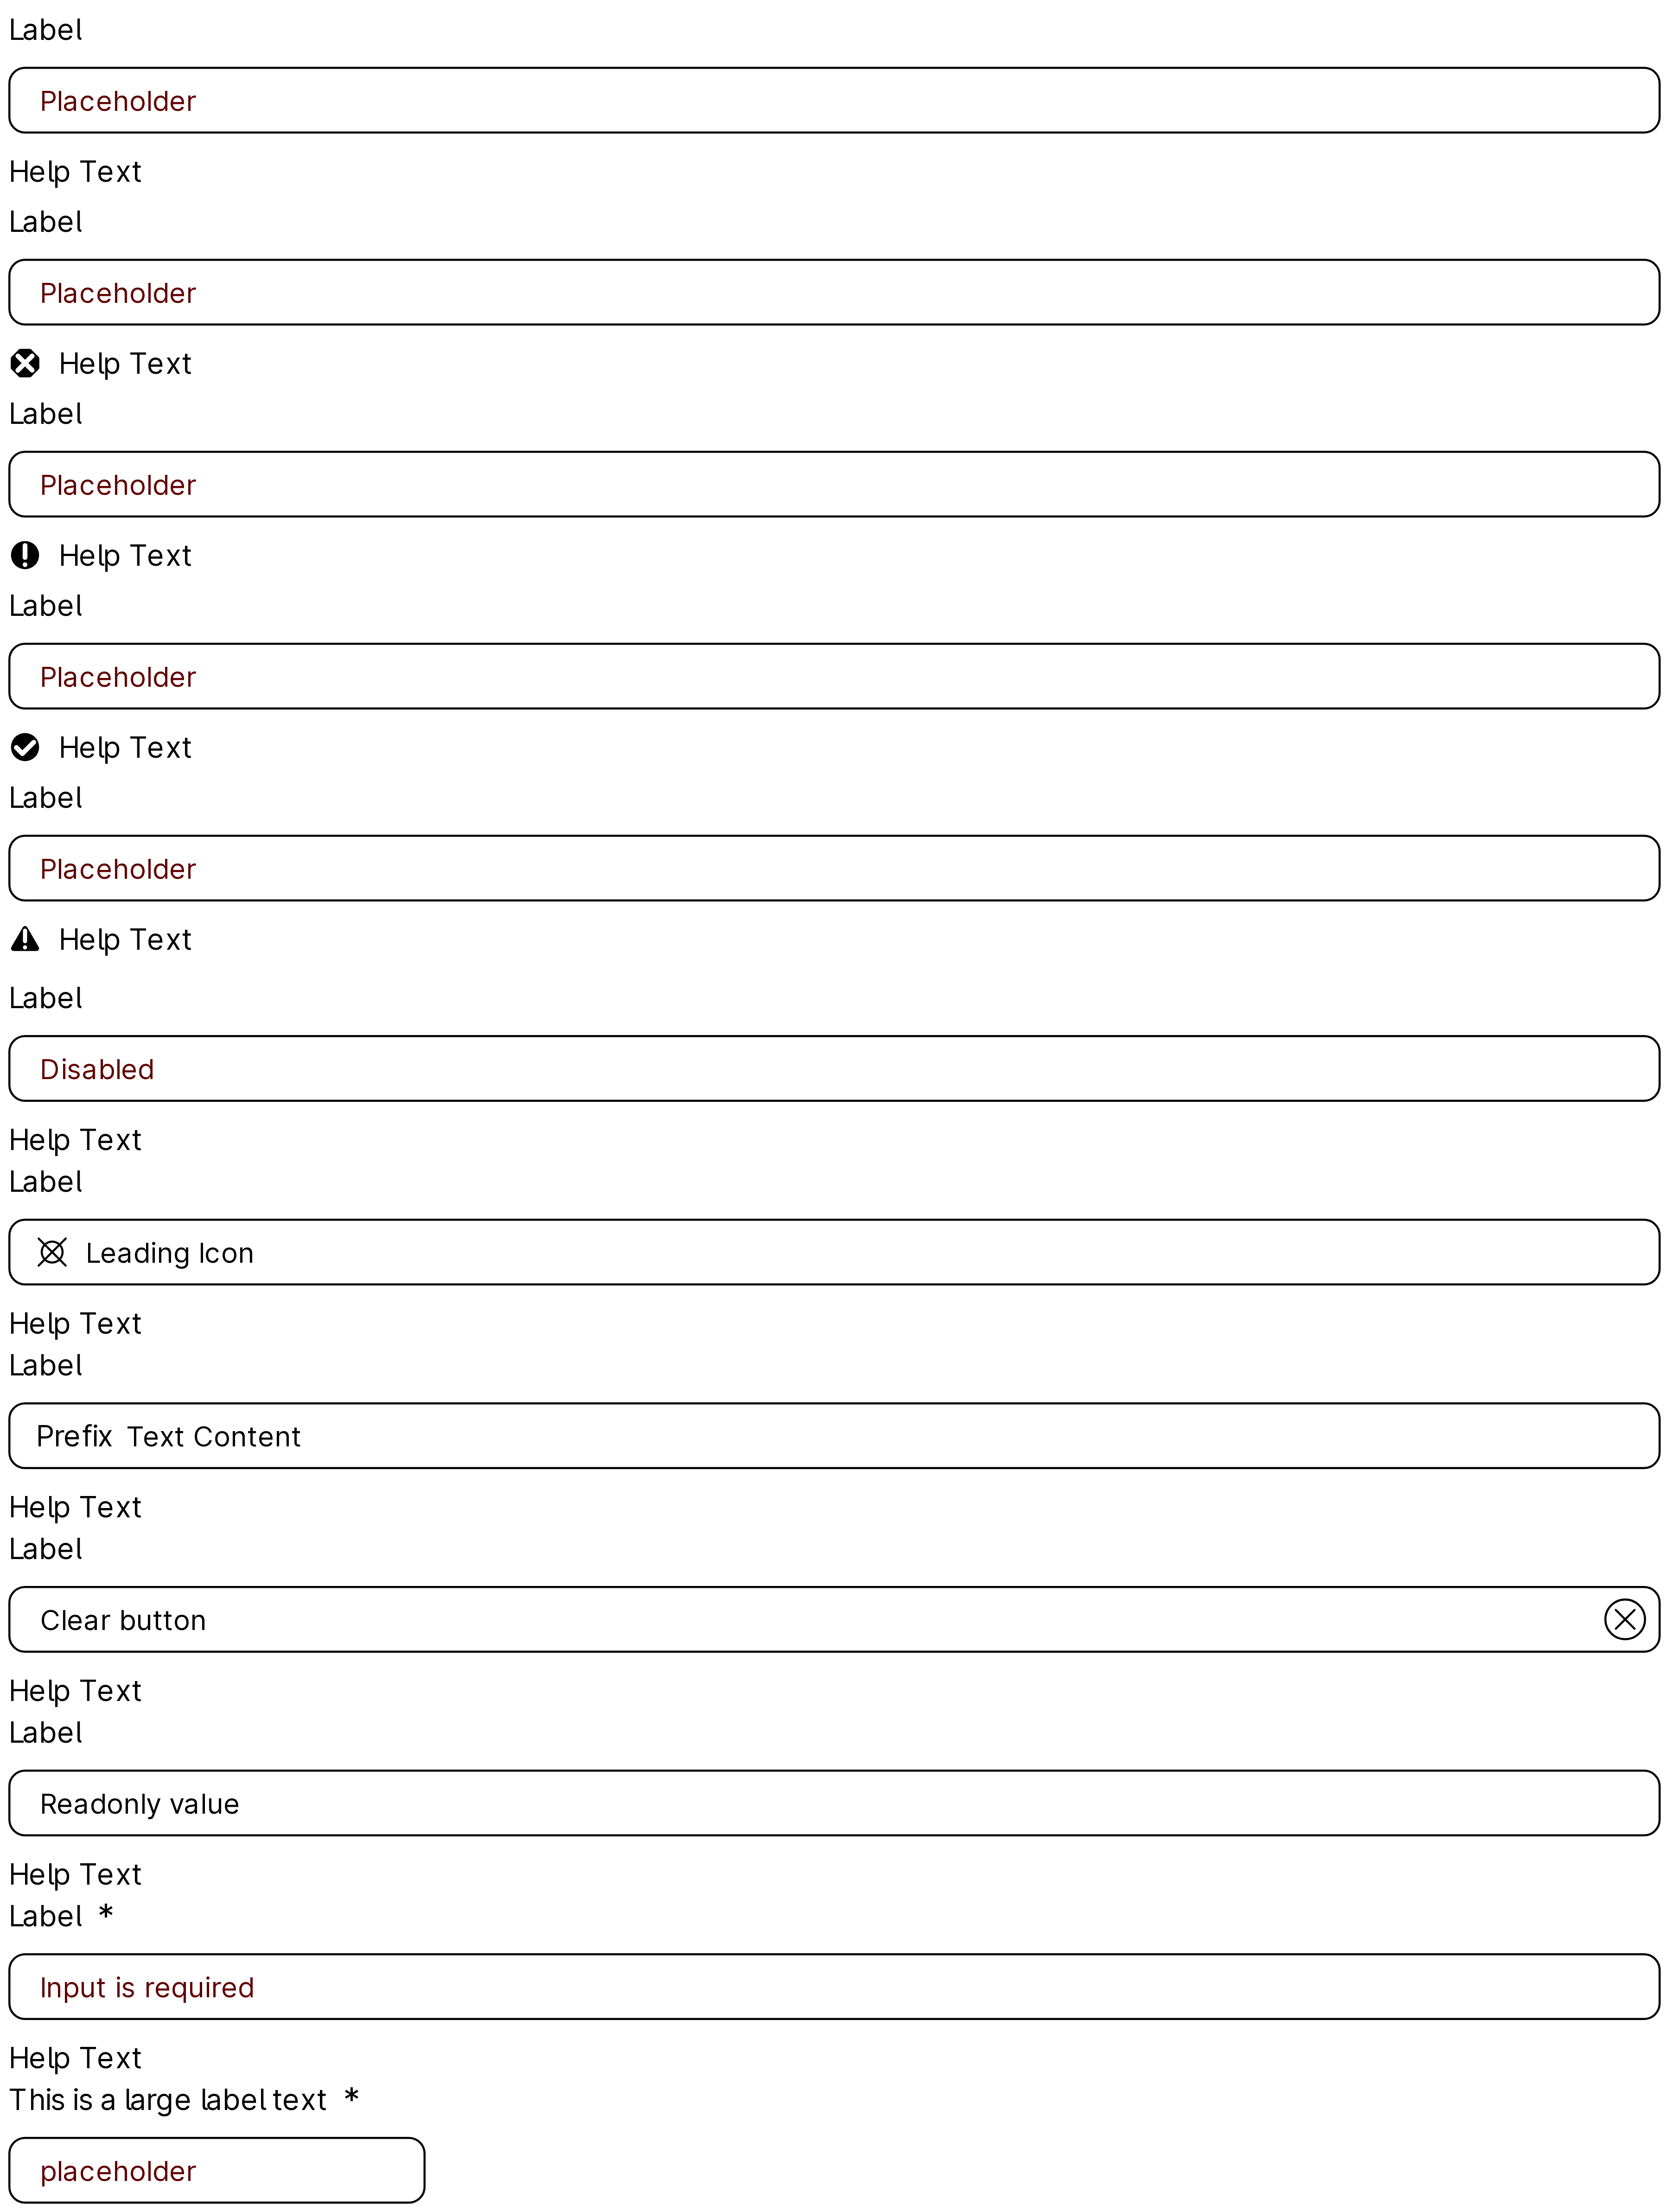 Label
Placeholder
Help Text
Label
Placeholder
Help Text
Label
Placeholder
Help Text
Label
Placeholder
Help Text
Label
Placeholder
Help Text
Label
Disabled
Help Text
Label
Leading Icon
Help Text
Label
Prefix Text Content
Help Text
Label
Clear button
Help Text
Label
Readonly value
Help Text
Label *
Input is required
Help Text
This is a large label text *
placeholder